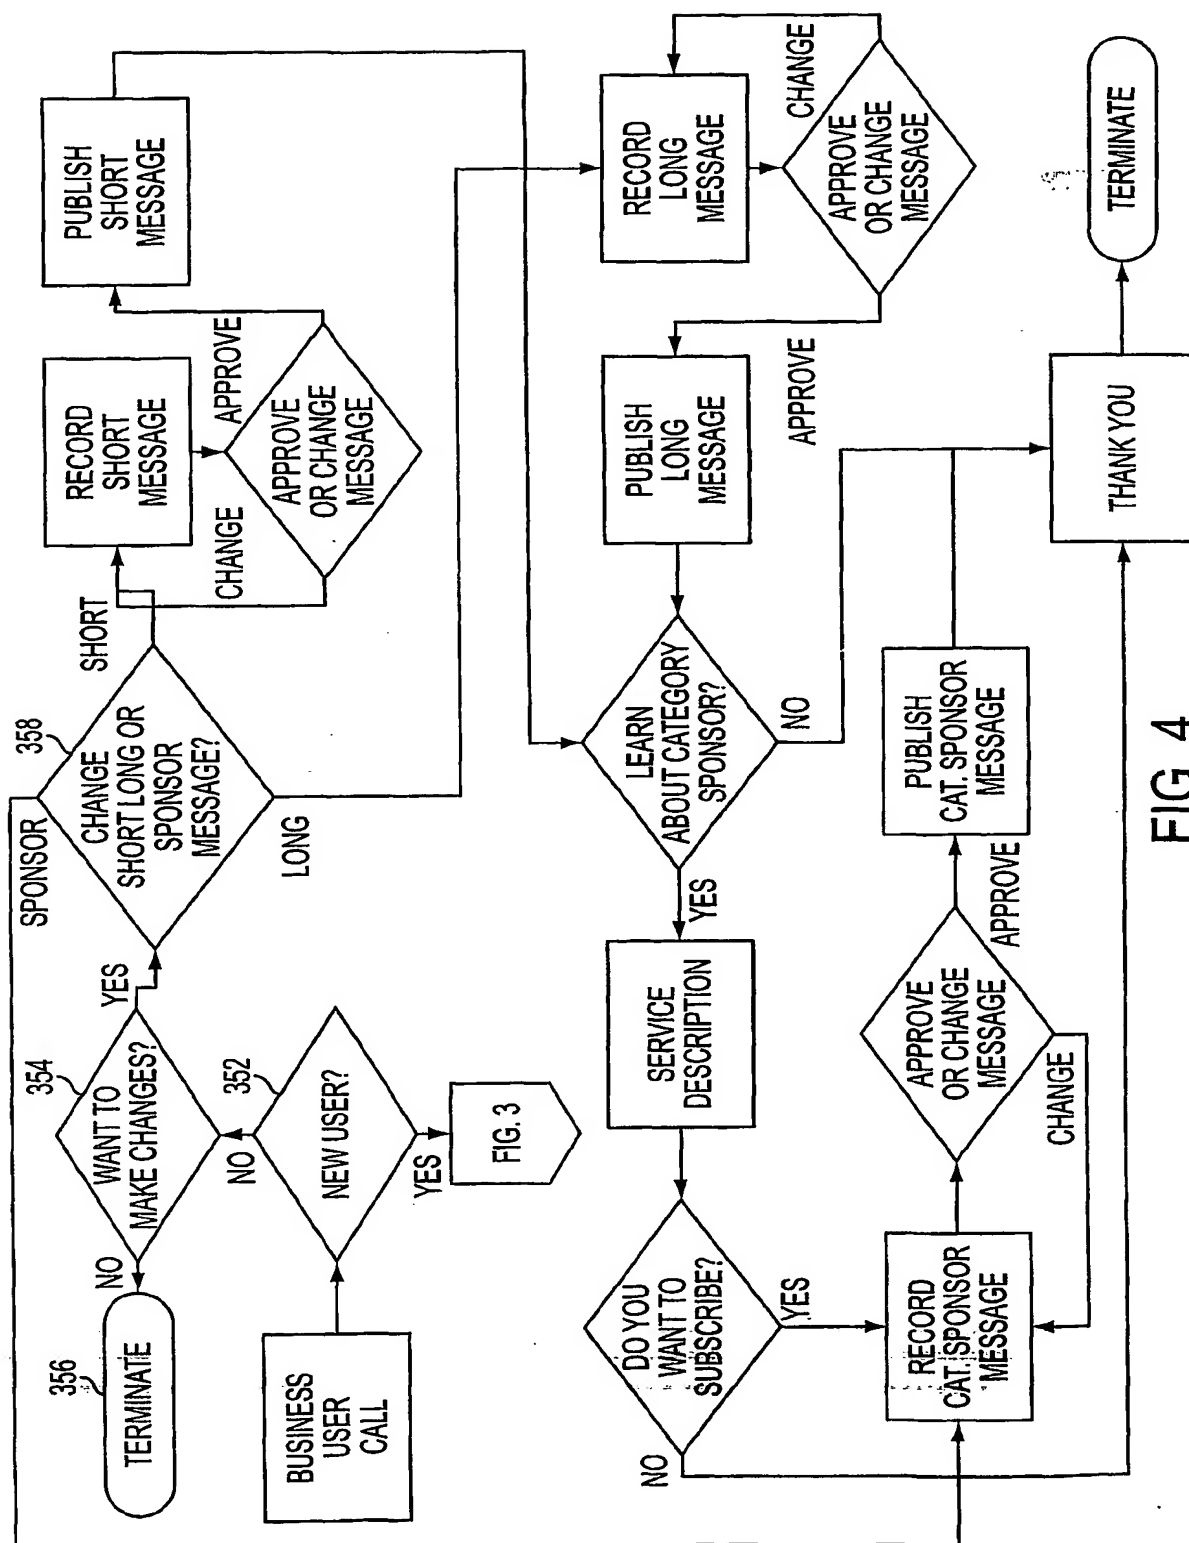 BUSINESS
USER
CALL
NEW USER?
352
YES
FIG. 3
NO
WANT TO
MAKE CHANGES?
354
NO
TERMINATE
356
YES
CHANGE
SHORT LONG OR
SPONSOR
MESSAGE?
358
SPONSOR
SHORT
LONG
RECORD
SHORT
MESSAGE
CHANGE
APPROVE
OR CHANGE
MESSAGE
APPROVE
PUBLISH
SHORT
MESSAGE
RECORD
LONG
MESSAGE
CHANGE
APPROVE
OR CHANGE
MESSAGE
APPROVE
PUBLISH
LONG
MESSAGE
LEARN
ABOUT CATEGORY
SPONSOR?
NO
YES
SERVICE
DESCRIPTION
DO YOU
WANT TO
SUBSCRIBE?
NO
YES
RECORD
CAT. SPONSOR
MESSAGE
APPROVE
OR CHANGE
MESSAGE
CHANGE
APPROVE
PUBLISH
CAT. SPONSOR
MESSAGE
THANK YOU
TERMINATE
FIG. 4